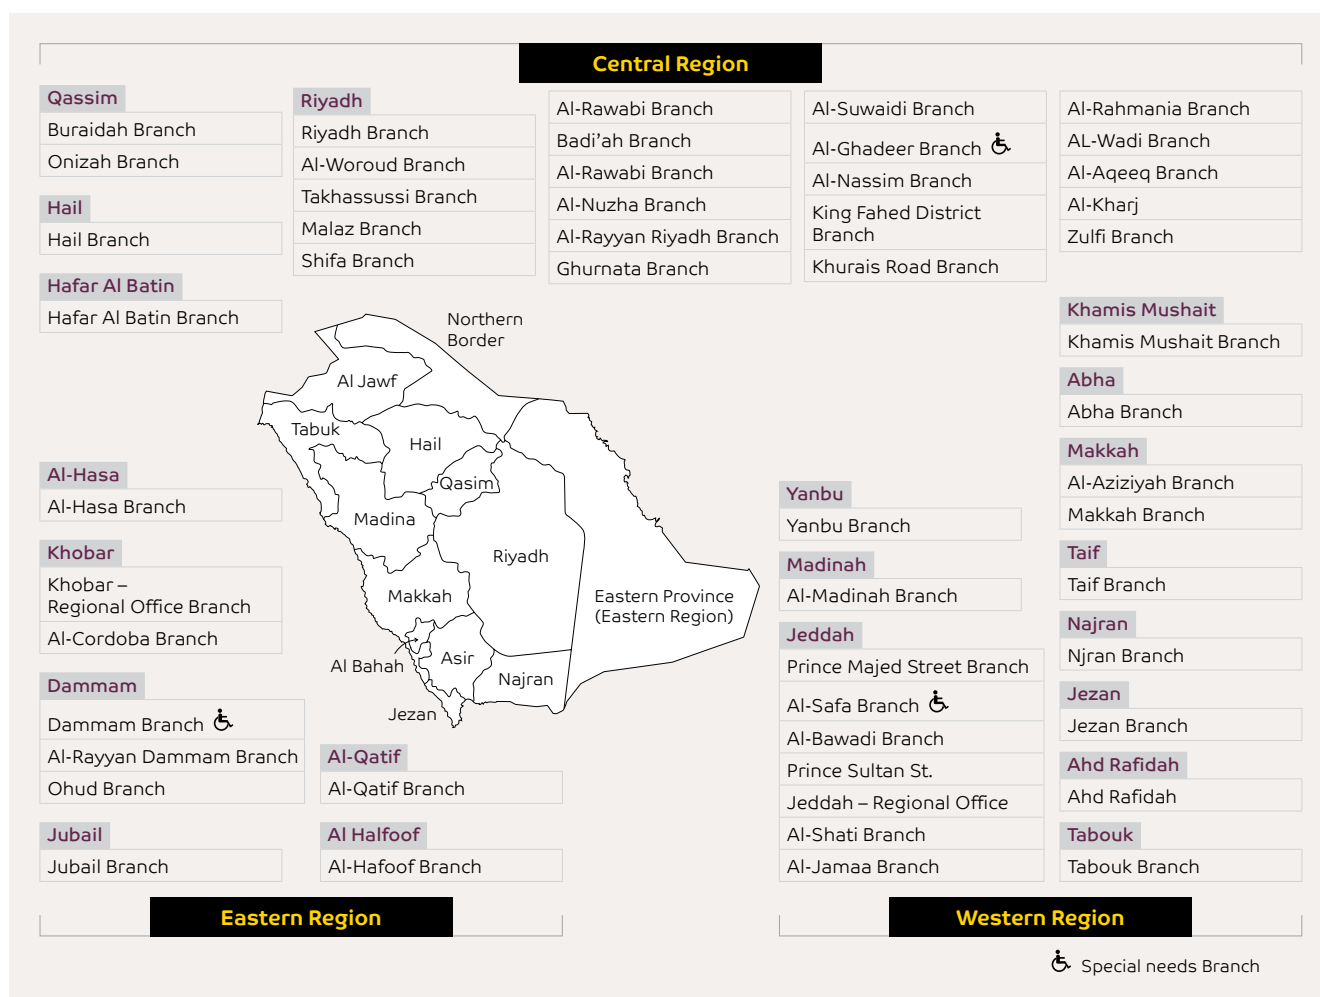 Central Region
Qassim
Buraidah Branch
Onizah Branch
Hail
Hail Branch
Hafar Al Batin
Hafar Al Batin Branch
Riyadh
Riyadh Branch
Al-Woroud Branch
Takhassussi Branch
Malaz Branch
Shifa Branch
Al-Rawabi Branch
Badi’ah Branch
Al-Rawabi Branch
Al-Nuzha Branch
Al-Rayyan Riyadh Branch
Ghurnata Branch
Al-Suwaidi Branch
Al-Ghadeer Branch
Al-Nassim Branch
King Fahed District
Branch
Khurais Road Branch
Al-Rahmania Branch
AL-Wadi Branch
Al-Aqeeq Branch
Al-Kharj
Zulfi Branch
Northern
Border
Al Jawf
Tabuk
Hail
Qasim
Madina
Riyadh
Makkah
Eastern Province
(Eastern Region)
Al Bahah
Asir
Najran
Jezan
Al-Hasa
Al-Hasa Branch
Khobar
Khobar –
Regional Office Branch
Al-Cordoba Branch
Dammam
Dammam Branch
Al-Rayyan Dammam Branch
Ohud Branch
Jubail
Jubail Branch
Al-Qatif
Al-Qatif Branch
Al Halfoof
Al-Hafoof Branch
Eastern Region
Yanbu
Yanbu Branch
Madinah
Al-Madinah Branch
Jeddah
Prince Majed Street Branch
Al-Safa Branch
Al-Bawadi Branch
Prince Sultan St.
Jeddah – Regional Office
Al-Shati Branch
Al-Jamaa Branch
Khamis Mushait
Khamis Mushait Branch
Abha
Abha Branch
Makkah
Al-Aziziyah Branch
Makkah Branch
Taif
Taif Branch
Najran
Njran Branch
Jezan
Jezan Branch
Ahd Rafidah
Ahd Rafidah
Tabouk
Tabouk Branch
Western Region
Special needs Branch